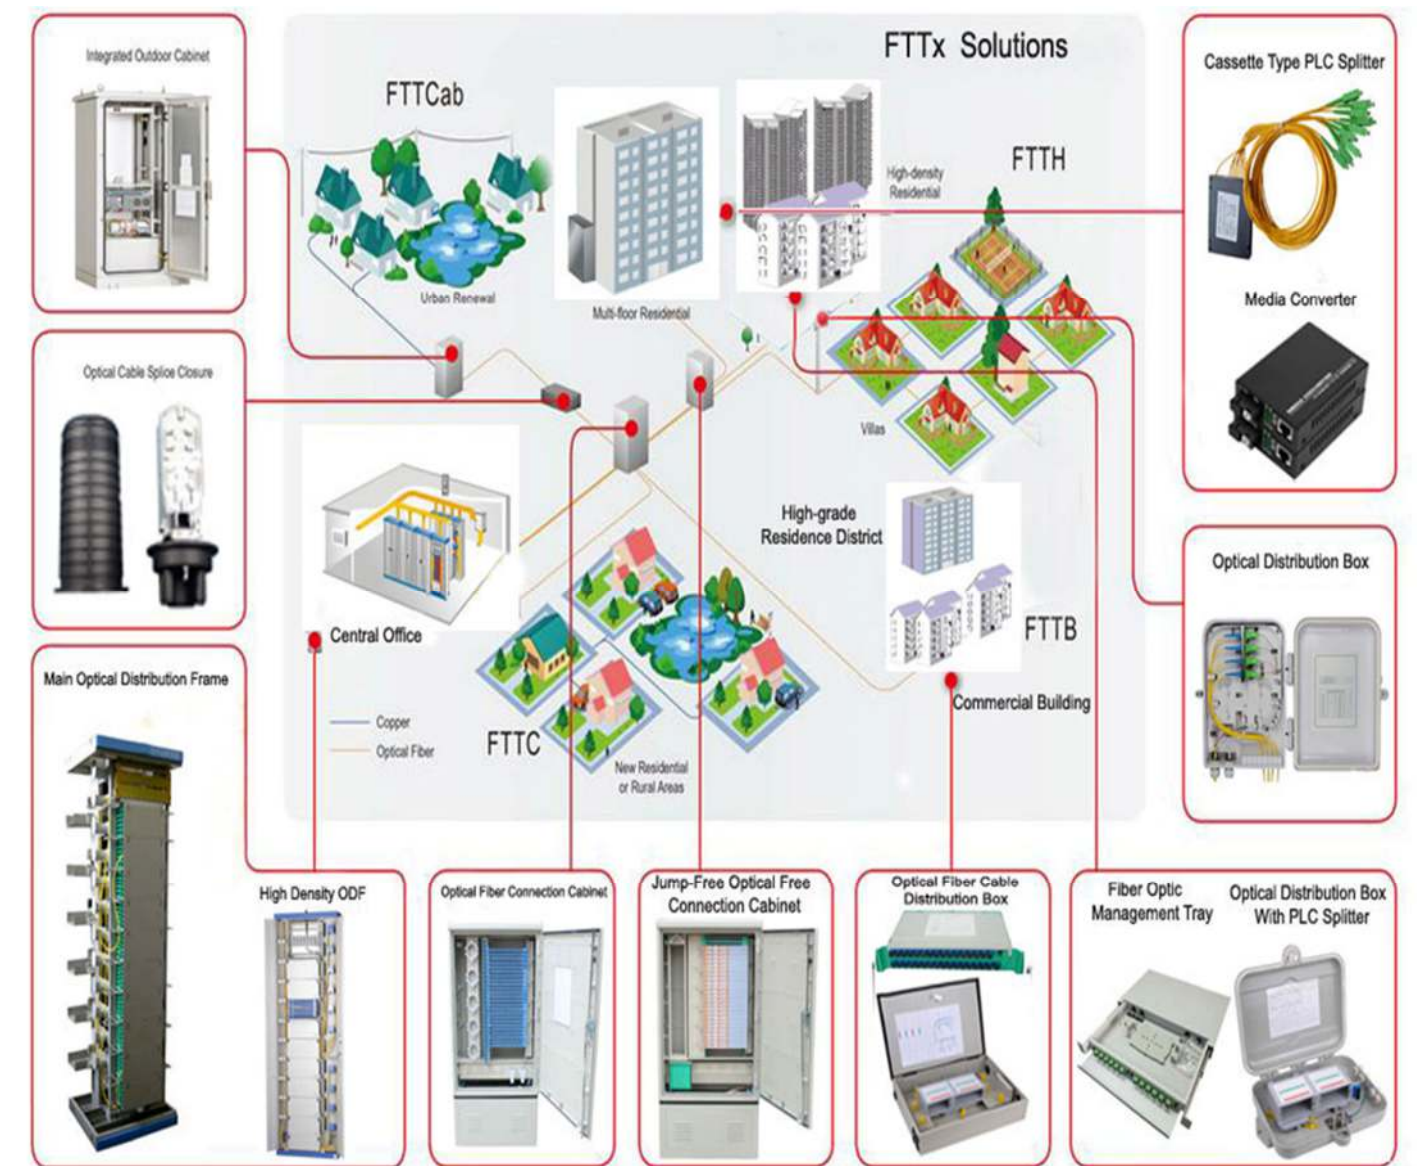 FTTx Solutions
Integrated Outdoor Cabinet
FTTCab
Urban Renewal
Multi-floor Residential
High-density
Residential
FTTH
Villas
Cassette Type PLC Splitter
Media Converter
Optical Cable Splice Closure
Central Office
High-grade
Residence District
FTTB
Commercial Building
Optical Distribution Box
Main Optical Distribution Frame
Copper
Optical Fiber
FTTC
New Residential
or Rural Areas
High Density ODF
Optical Fiber Connection Cabinet
Jump-Free Optical Free
Connection Cabinet
Optical Fiber Cable
Distribution Box
Fiber Optic
Management Tray
Optical Distribution Box
With PLC Splitter